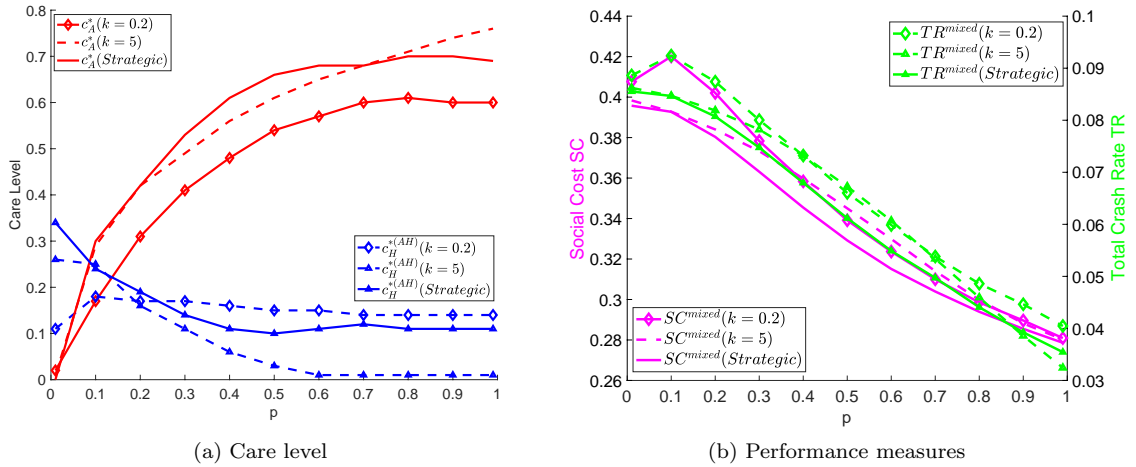 0.8
0.7
0.6
0.5
0.4
0.3
0.2
0.1
0
Care Level
0
0.1
0.2
0.3
0.4
0.5
0.6
0.7
0.8
0.9
1
p
c*A(k = 0.2)
c*A(k = 5)
c*A(Strategic)
c*(AH)H(k = 0.2)
c*(AH)H(k = 5)
c*(AH)H(Strategic)
(a) Care level
0.44
0.42
0.4
0.38
0.36
0.34
0.32
0.3
0.28
0.26
Social Cost SC
0
0.1
0.2
0.3
0.4
0.5
0.6
0.7
0.8
0.9
1
p
0.1
0.09
0.08
0.07
0.06
0.05
0.04
0.03
Total Crash Rate TR
TRmixed(k = 0.2)
TRmixed(k = 5)
TRmixed(Strategic)
SCmixed(k = 0.2)
SCmixed(k = 5)
SCmixed(Strategic)
(b) Performance measures